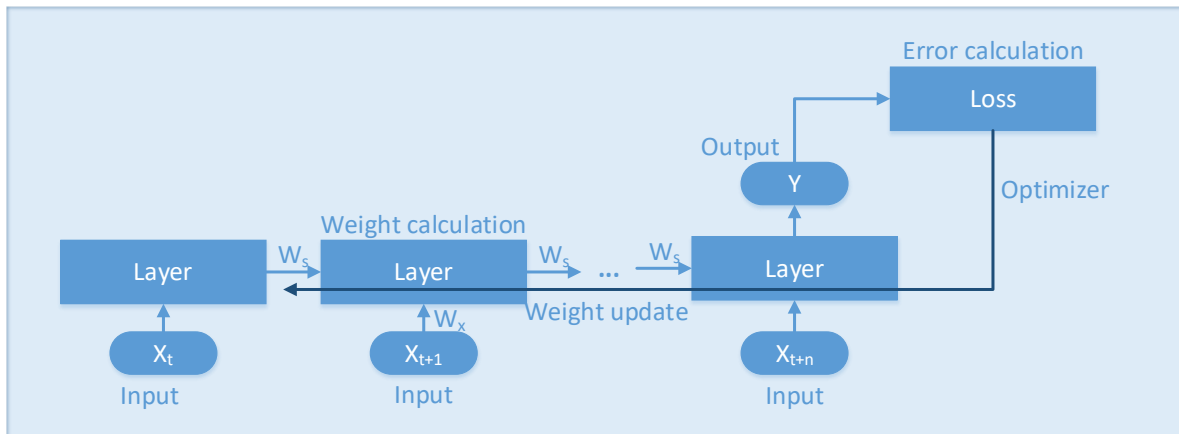 Error calculation
Loss
Output
Y
Optimizer
Weight calculation
Layer
Wₛ
Layer
Wₛ
...
Wₛ
Layer
Weight update
Wₓ
Xₜ
Xₜ₊₁
Xₜ₊ₙ
Input
Input
Input